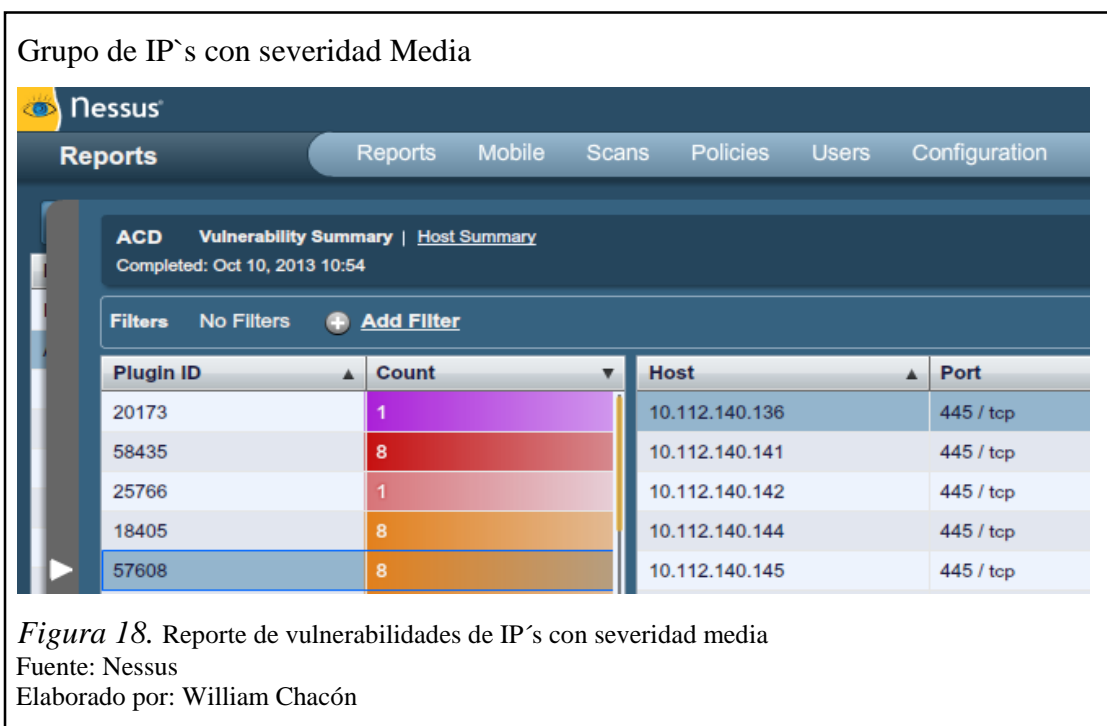 Grupo de IP`s con severidad Media
Nessus
Reports
Reports Mobile Scans Policies Users Configuration
ACD Vulnerability Summary | Host Summary
Completed: Oct 10, 2013 10:54
Filters No Filters Add Filter
Plugin ID Count Host Port
20173 1 10.112.140.136 445 / tcp
58435 8 10.112.140.141 445 / tcp
25766 1 10.112.140.142 445 / tcp
18405 8 10.112.140.144 445 / tcp
57608 8 10.112.140.145 445 / tcp
Figura 18. Reporte de vulnerabilidades de IP´s con severidad media
Fuente: Nessus
Elaborado por: William Chacón